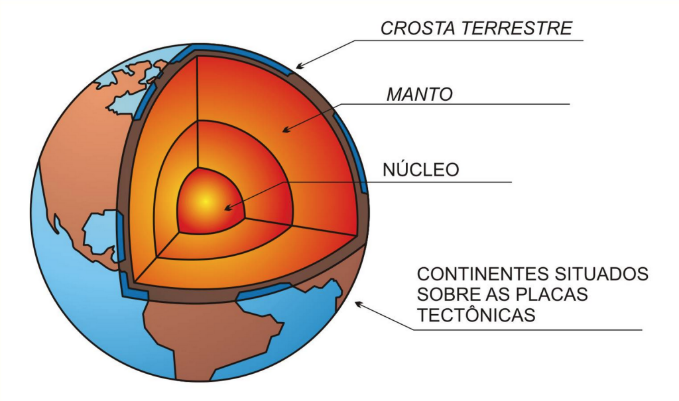 CROSTA TERRESTRE
MANTO
NÚCLEO
CONTINENTES SITUADOS
SOBRE AS PLACAS
TECTÔNICAS